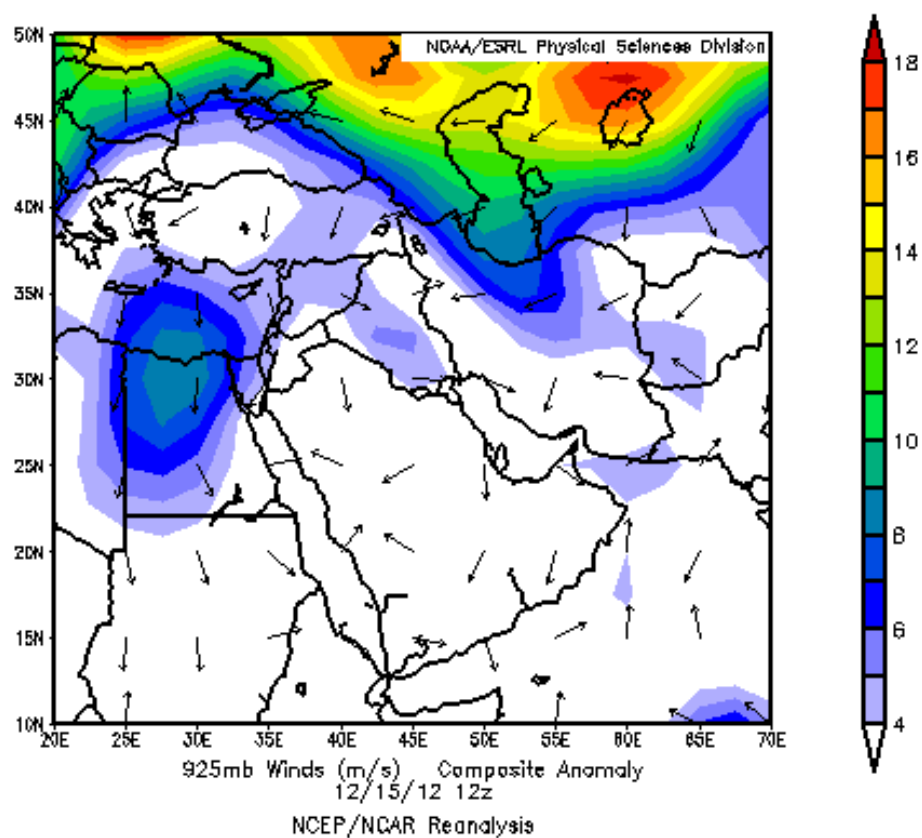 NOAA/ESRL Physical Sciences Division
50N
45N
40N
35N
30N
25N
20N
15N
10N
20E 25E 30E 35E 40E 45E 50E 55E 60E 65E 70E
18
16
14
12
10
8
6
4
925mb Winds (m/s) Composite Anomaly
12/15/12 12z
NCEP/NCAR Reanalysis